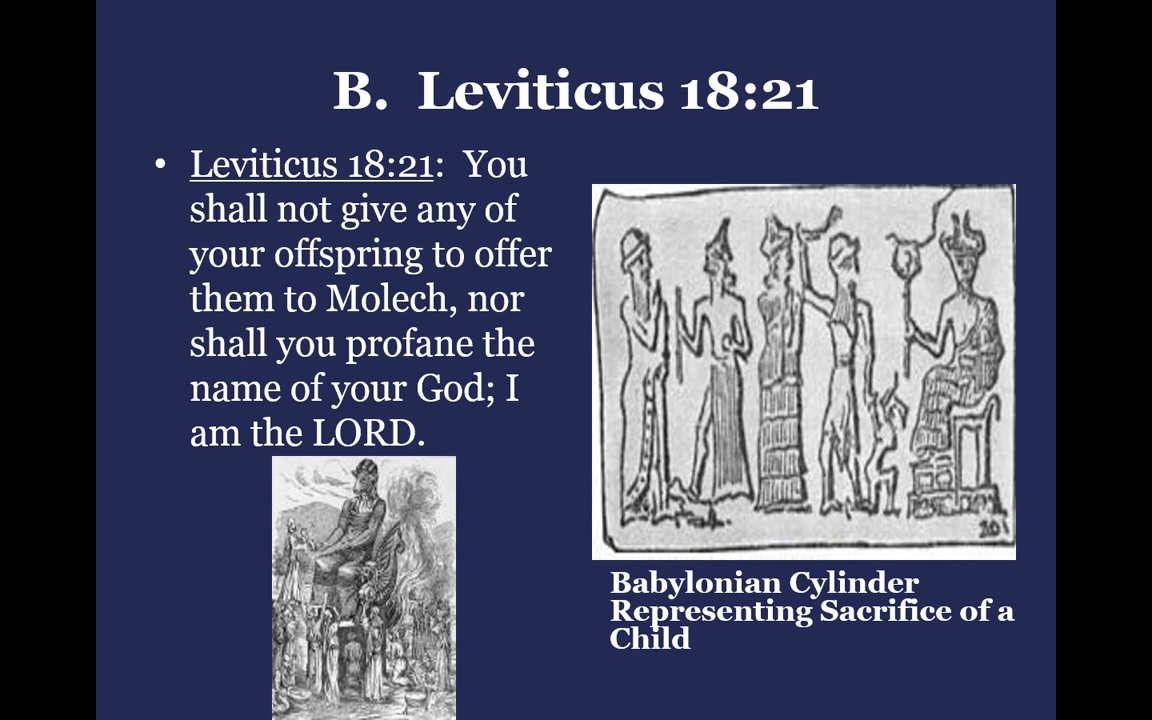 B. Leviticus 18:21
• Leviticus 18:21: You
shall not give any of
your offspring to offer
them to Molech, nor
shall you profane the
name of your God; I
am the LORD.
Babylonian Cylinder
Representing Sacrifice of a
Child